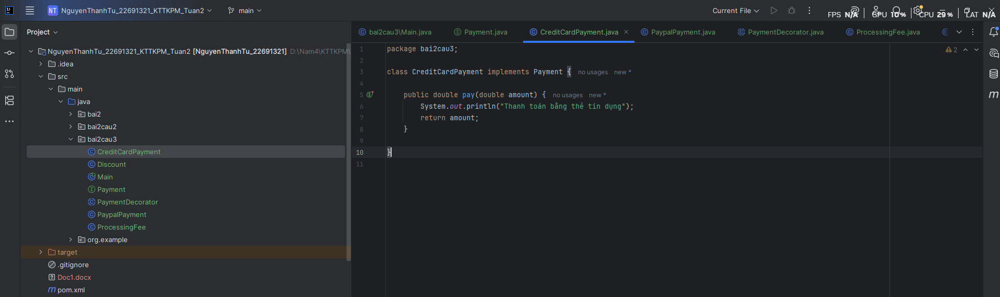 NT NguyenThanhTu_22691321_KTTKPM_Tuan2 main Current File
FPS N/A GPU 10 % CPU 29 % LAT N/A
Project
NguyenThanhTu_22691321_KTTKPM_Tuan2 [NguyenThanhTu_22691321] D:\Nam4\KTTKPM\
.idea
src
main
java
bai2
bai2cau2
bai2cau3
CreditCardPayment
Discount
Main
Payment
PaymentDecorator
PaypalPayment
ProcessingFee
org.example
target
.gitignore
Doc1.docx
pom.xml
bai2cau3\Main.java Payment.java CreditCardPayment.java PaypalPayment.java PaymentDecorator.java ProcessingFee.java
2
1 package bai2cau3;
2
3 class CreditCardPayment implements Payment { no usages new *
4
5 public double pay(double amount) { no usages new *
6 System.out.println("Thanh toán bằng thẻ tín dụng");
7 return amount;
8 }
9
10 }
11